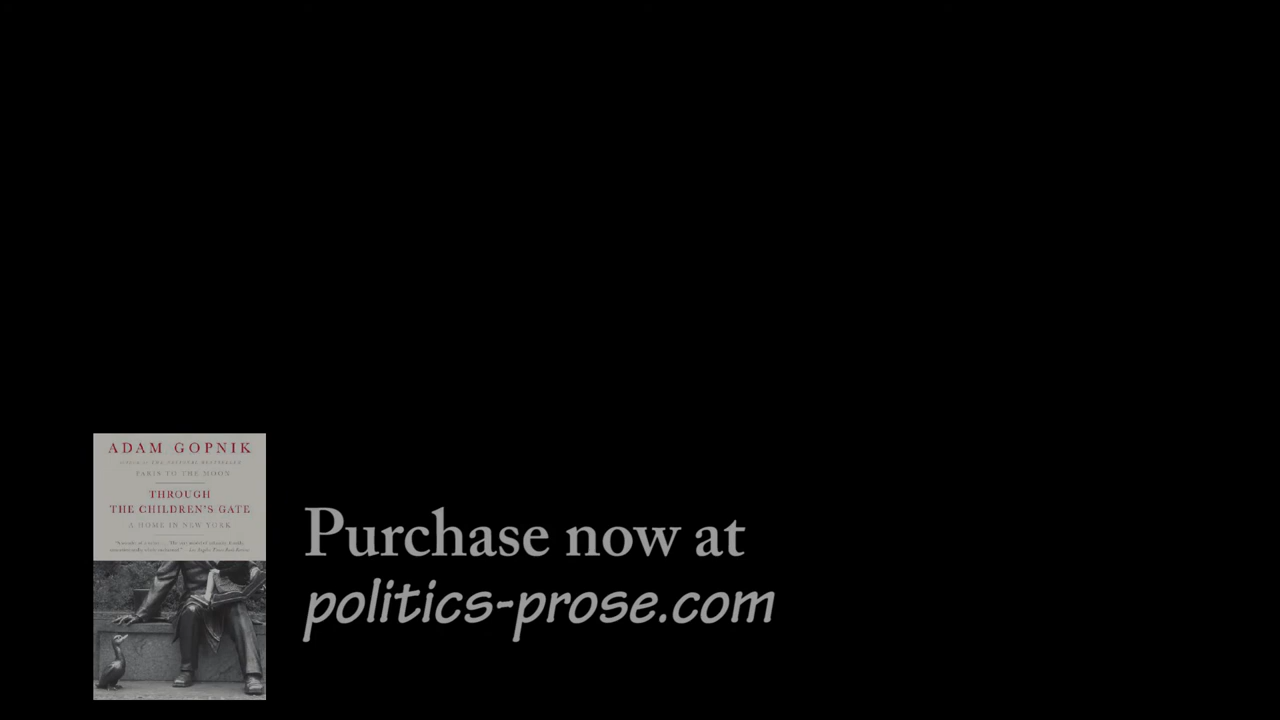 ADAM GOPNIK
PARIS TO THE MOON
THROUGH
THE CHILDREN'S GATE
A HOME IN NEW YORK
Purchase now at
politics-prose.com